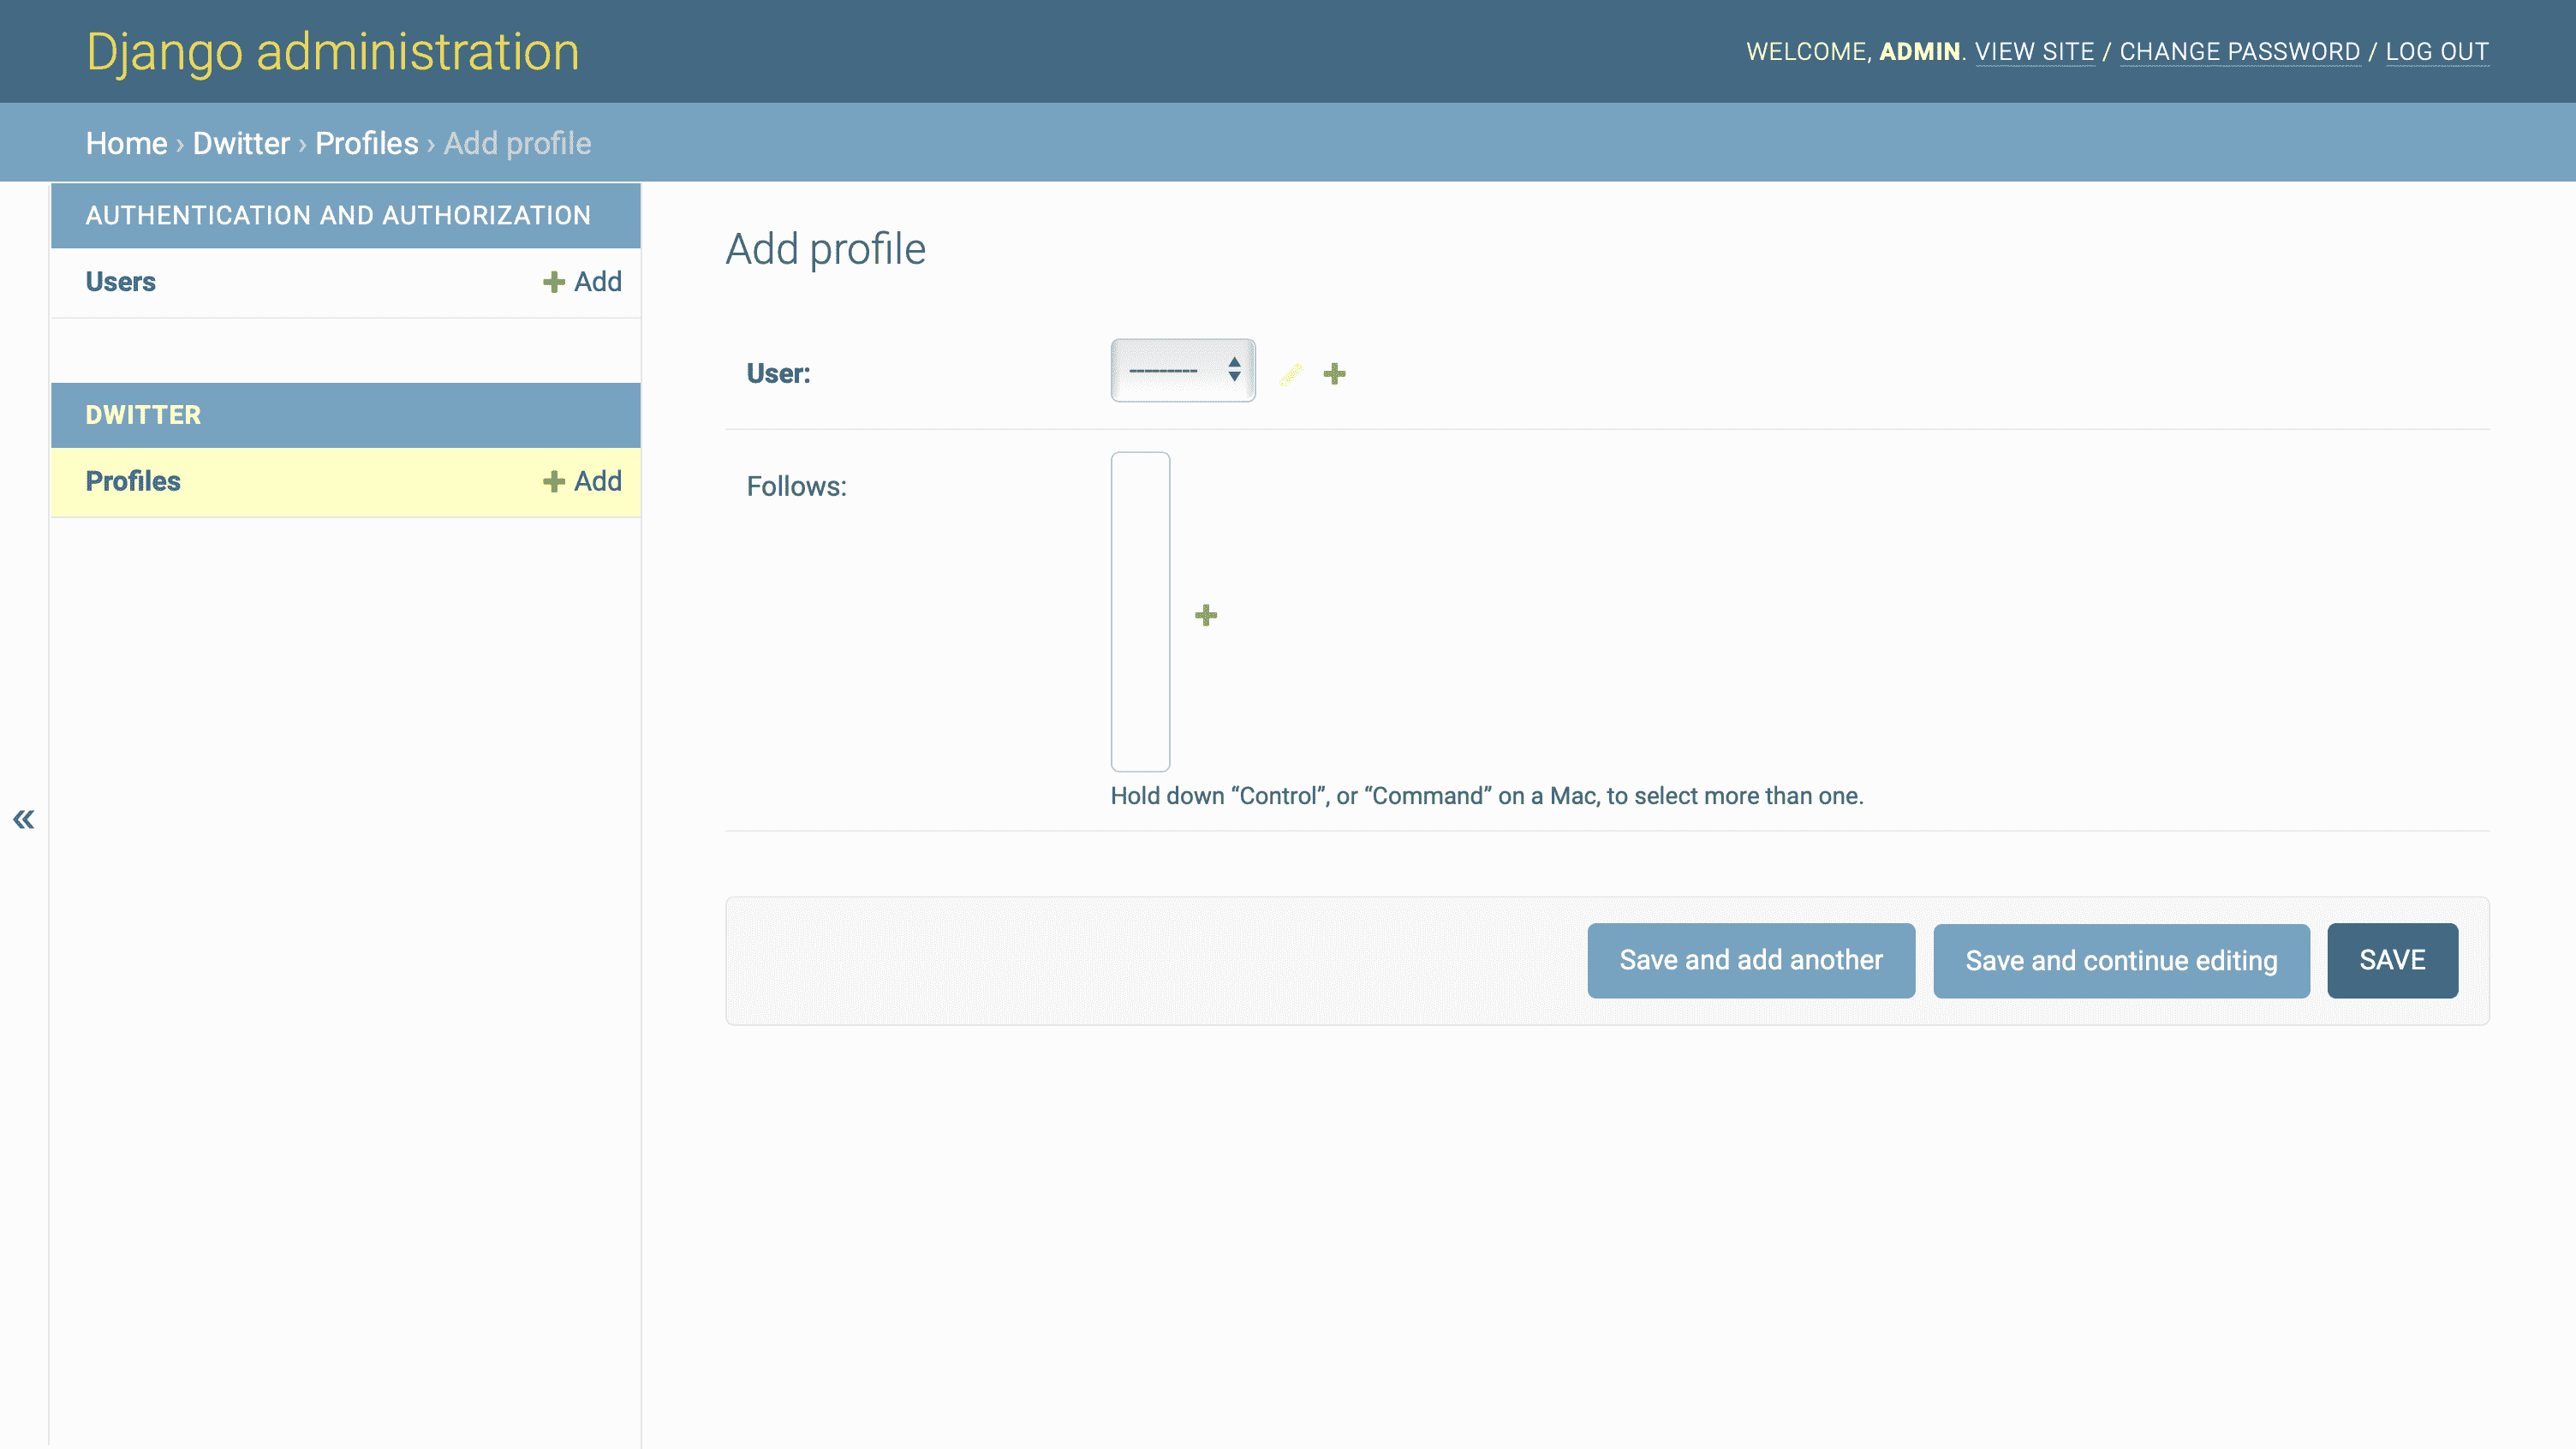 Django administration
WELCOME, ADMIN. VIEW SITE / CHANGE PASSWORD / LOG OUT
Home › Dwitter › Profiles › Add profile
AUTHENTICATION AND AUTHORIZATION
Users + Add
DWITTER
Profiles + Add
«
Add profile
User: ---------
Follows:
Hold down “Control”, or “Command” on a Mac, to select more than one.
Save and add another Save and continue editing SAVE